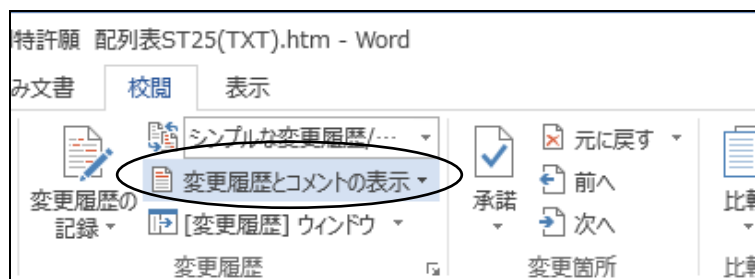 特許願 配列表ST25(TXT).htm - Word
み文書 校閲 表示
シンプルな変更履歴/…
変更履歴とコメントの表示
[変更履歴] ウィンドウ
変更履歴の
記録
変更履歴
承諾
元に戻す
前へ
次へ
変更箇所
比較
比較